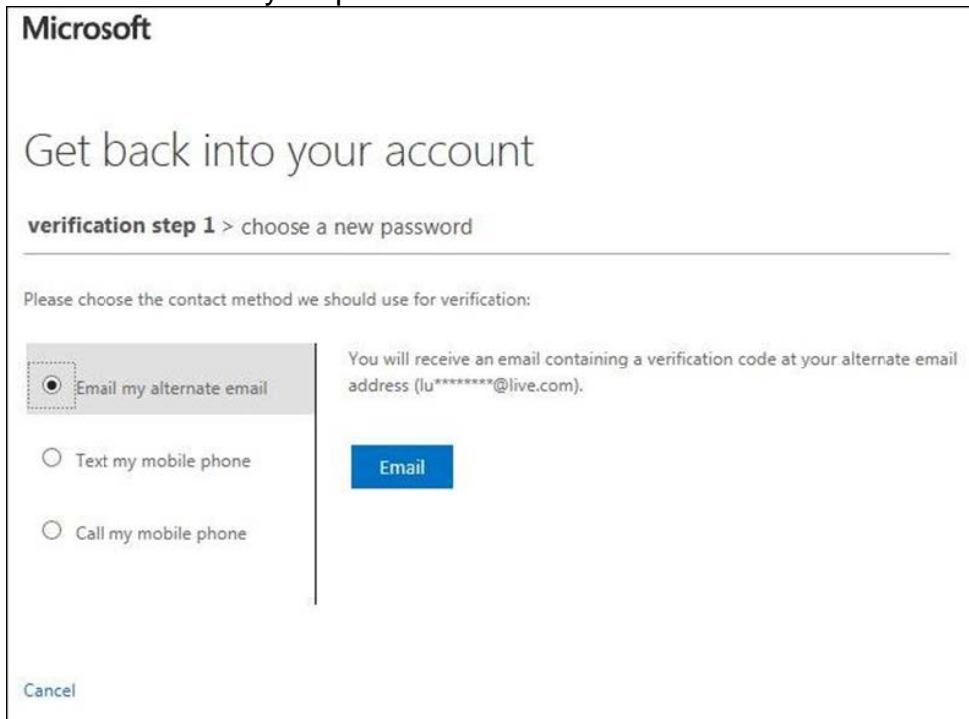 Microsoft
Get back into your account
verification step 1 > choose a new password
Please choose the contact method we should use for verification:
Email my alternate email
You will receive an email containing a verification code at your alternate email
address (lu********@live.com).
Text my mobile phone
Email
Call my mobile phone
Cancel